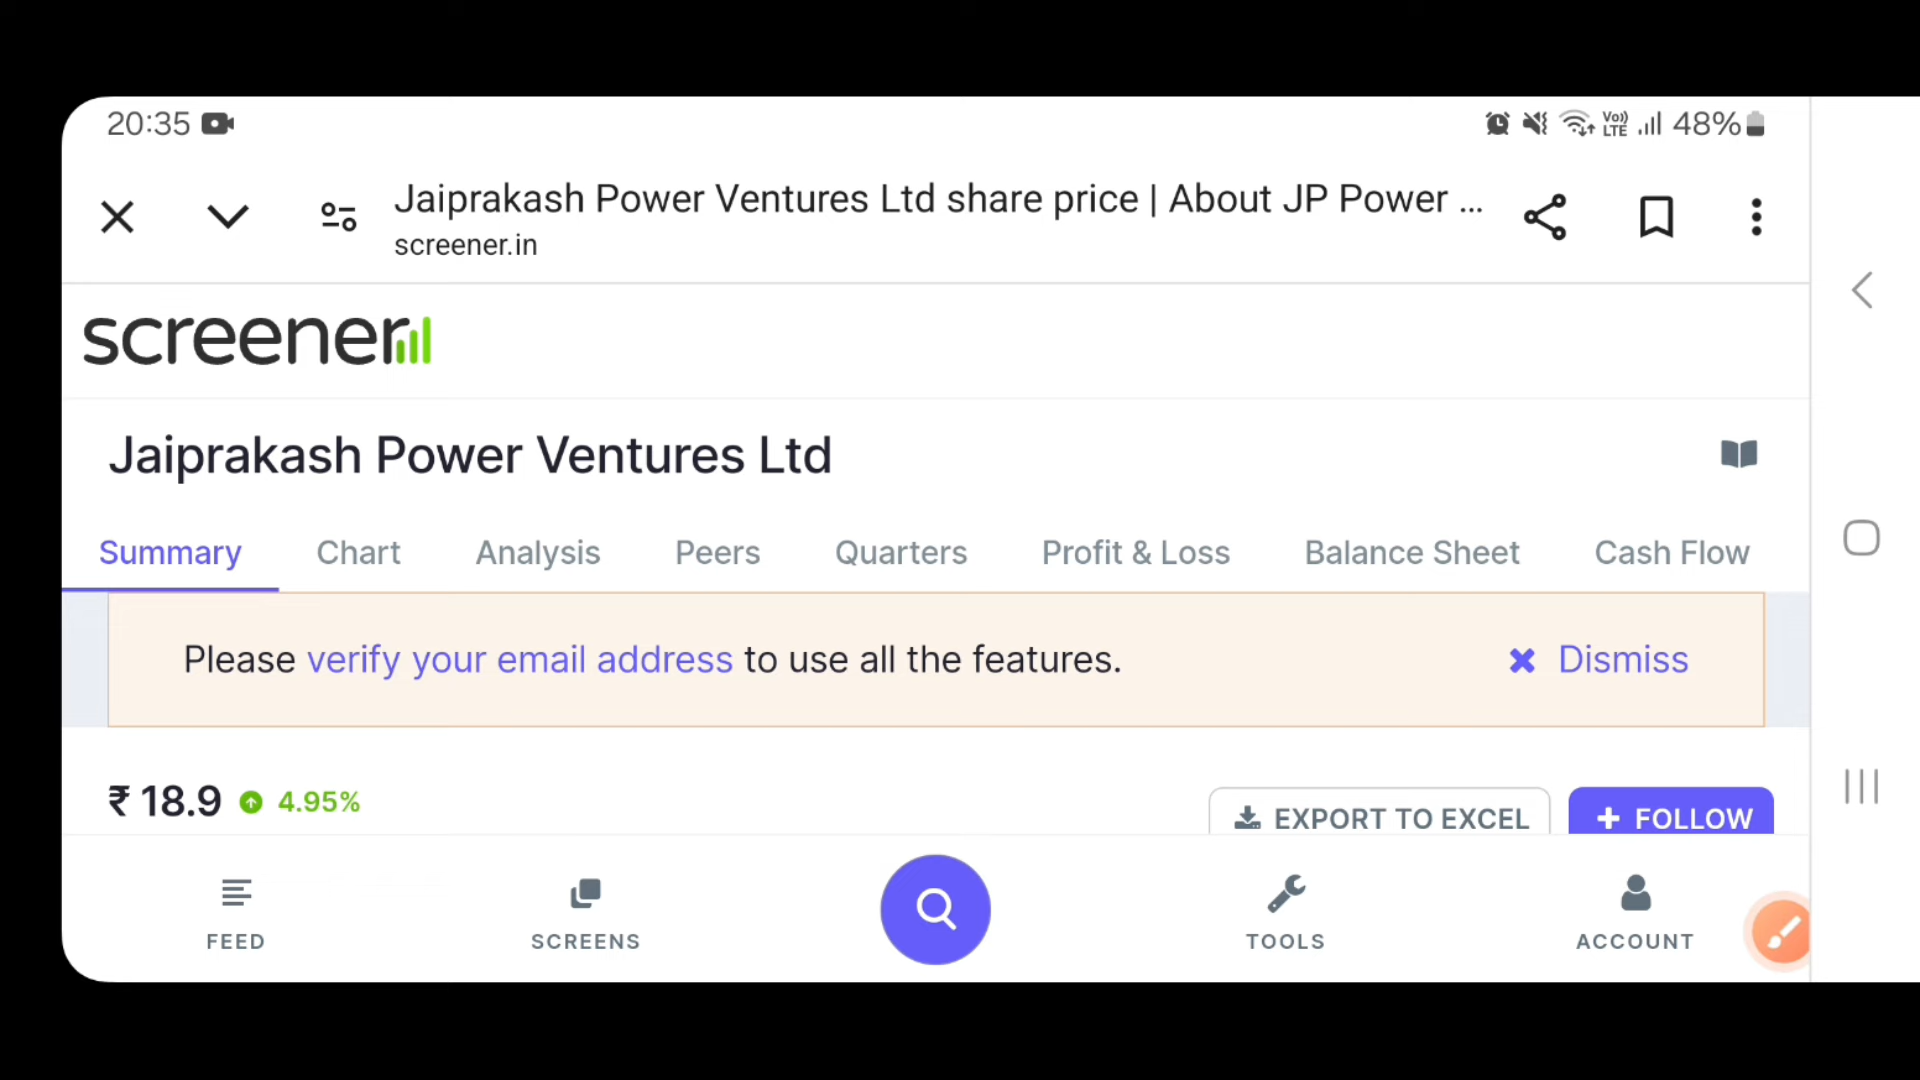 20:35
Vo)) LTE 48%
Jaiprakash Power Ventures Ltd share price | About JP Power ...
screener.in
screener
Jaiprakash Power Ventures Ltd
Summary Chart Analysis Peers Quarters Profit & Loss Balance Sheet Cash Flow
Please verify your email address to use all the features. Dismiss
₹ 18.9 4.95%
EXPORT TO EXCEL + FOLLOW
FEED SCREENS TOOLS ACCOUNT